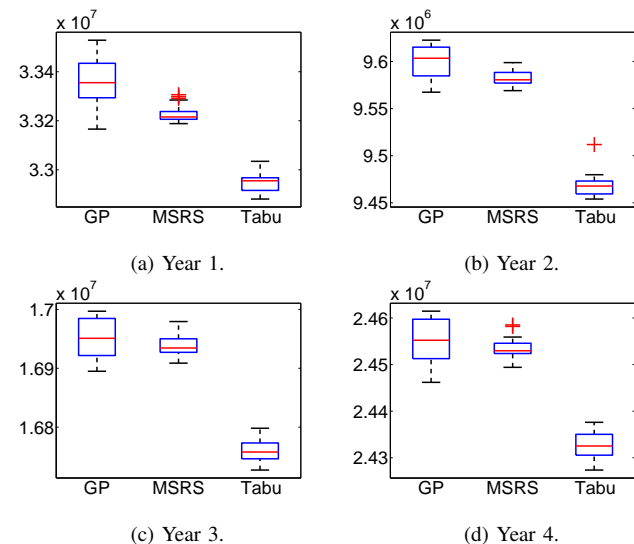 x 10^7
3.34
3.32
3.3
GP MSRS Tabu
(a) Year 1.
x 10^6
9.6
9.55
9.5
9.45
GP MSRS Tabu
(b) Year 2.
x 10^7
1.7
1.69
1.68
GP MSRS Tabu
(c) Year 3.
x 10^7
2.46
2.45
2.44
2.43
GP MSRS Tabu
(d) Year 4.